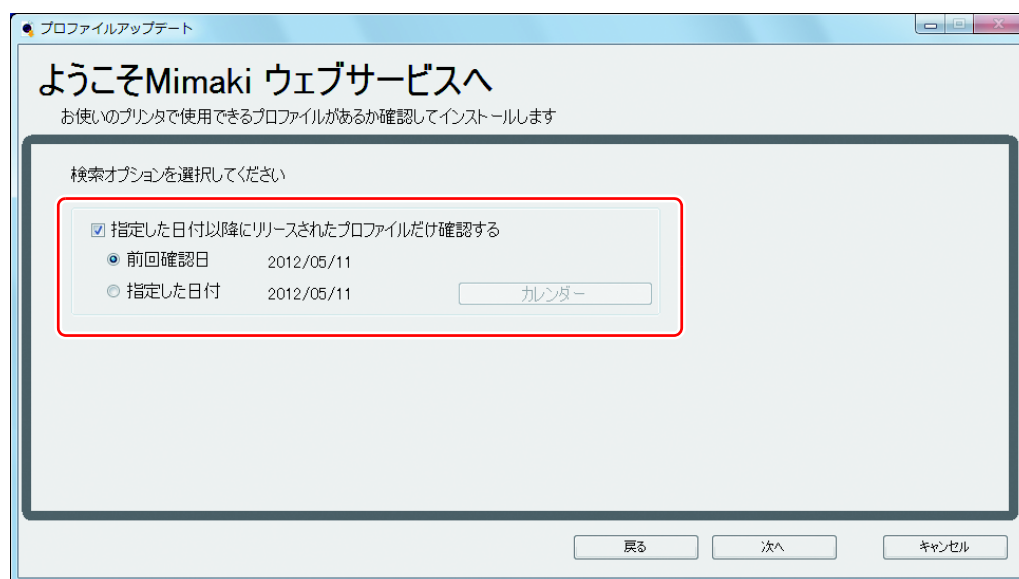 プロファイルアップデート
ようこそMimaki ウェブサービスへ
お使いのプリンタで使用できるプロファイルがあるか確認してインストールします
検索オプションを選択してください
指定した日付以降にリリースされたプロファイルだけ確認する
前回確認日 2012/05/11
指定した日付 2012/05/11 カレンダー
戻る 次へ キャンセル